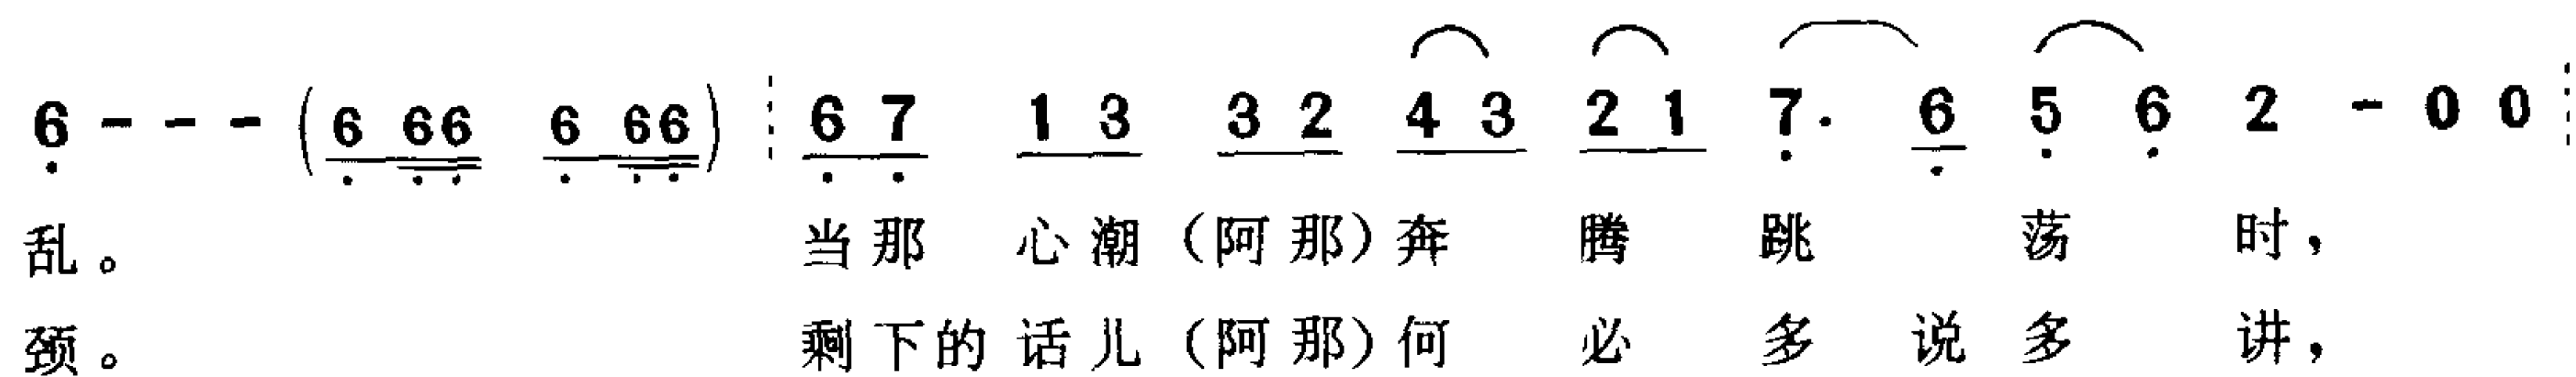 6 - - - (6 66 6 66) 6 7 1 3 3 2 4 3 2 1 7. 6 5 6 2 - 0 0
乱。 当那 心潮（阿那）奔 腾 跳 荡 时，
颈。 剩下的话儿（阿那）何 必 多 说 多 讲，